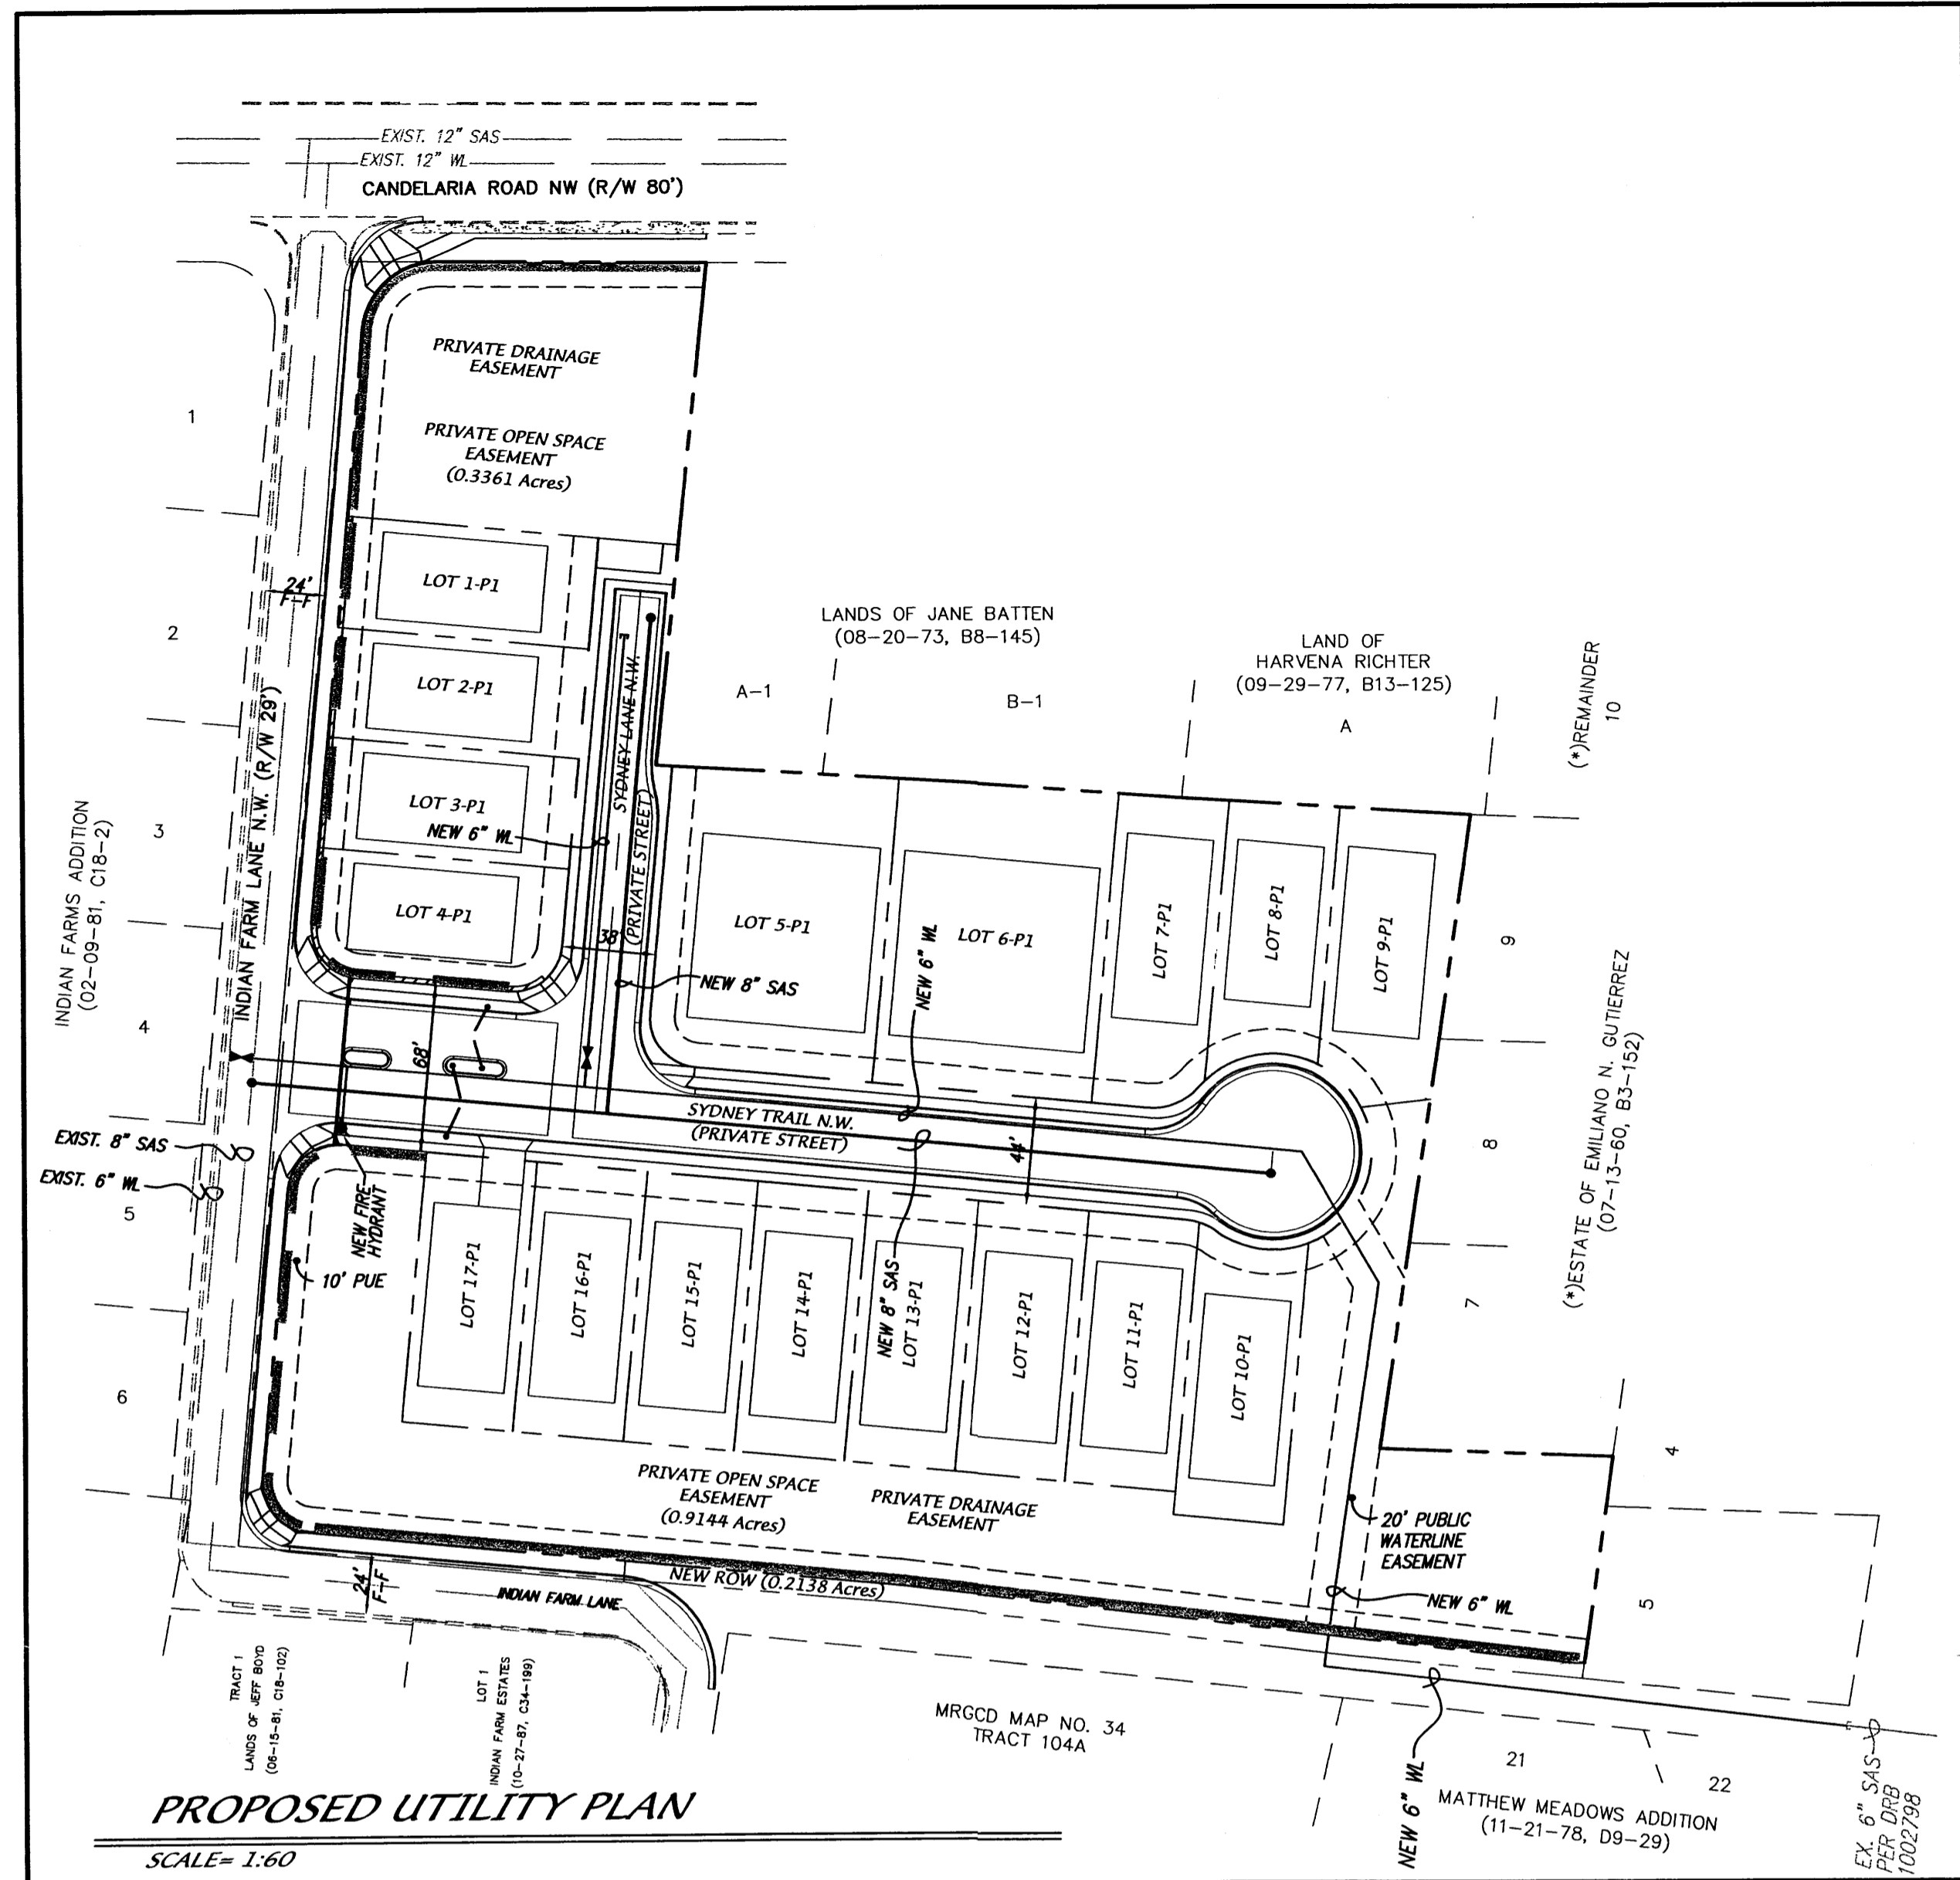 EXIST. 12" SAS
EXIST. 12" WL
CANDELARIA ROAD NW (R/W 80')
PRIVATE DRAINAGE
EASEMENT
PRIVATE OPEN SPACE
EASEMENT
(0.3361 Acres)
1
2
3
4
5
6
INDIAN FARMS ADDITION
(02-09-81, C18-2)
INDIAN FARM LANE N.W. (R/W 29')
24'
F-F
LOT 1-P1
LOT 2-P1
LOT 3-P1
NEW 6" WL
LOT 4-P1
SYDNEY LANE N.W.
(PRIVATE STREET)
38'
NEW 8" SAS
LANDS OF JANE BATTEN
(08-20-73, B8-145)
A-1
B-1
LAND OF
HARVENA RICHTER
(09-29-77, B13-125)
A
(*)REMAINDER
10
LOT 5-P1
LOT 6-P1
NEW 6" WL
LOT 7-P1
LOT 8-P1
LOT 9-P1
9
8
7
(*)ESTATE OF EMILIANO N. GUTIERREZ
(07-13-60, B3-152)
68'
SYDNEY TRAIL N.W.
(PRIVATE STREET)
44'
EXIST. 8" SAS
EXIST. 6" WL
NEW FIRE
HYDRANT
10' PUE
LOT 17-P1
LOT 16-P1
LOT 15-P1
LOT 14-P1
NEW 8" SAS
LOT 13-P1
LOT 12-P1
LOT 11-P1
LOT 10-P1
4
5
PRIVATE OPEN SPACE
EASEMENT
(0.9144 Acres)
PRIVATE DRAINAGE
EASEMENT
20' PUBLIC
WATERLINE
EASEMENT
NEW 6" WL
24'
F-F
INDIAN FARM LANE
NEW ROW (0.2138 Acres)
TRACT 1
LANDS OF JEFF BOYD
(06-15-81, C18-102)
LOT 1
INDIAN FARM ESTATES
(10-27-87, C34-199)
MRGCD MAP NO. 34
TRACT 104A
NEW 6" WL
21
22
MATTHEW MEADOWS ADDITION
(11-21-78, D9-29)
EX. 6" SAS
PER DRB
1002798
PROPOSED UTILITY PLAN
SCALE= 1:60